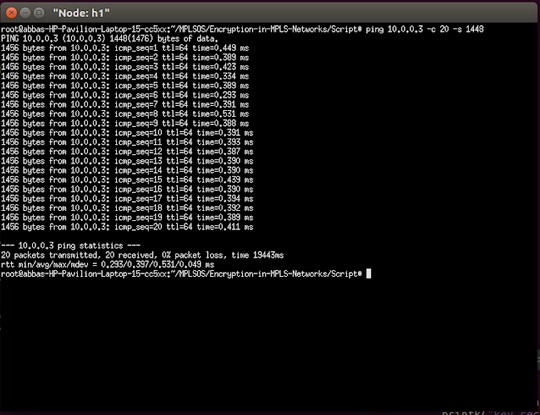 "Node: h1"
root@abbas-HP-Pavilion-Laptop-15-cc5xx:~/MPLSOS/Encryption-in-MPLS-Networks/Script# ping 10.0.0.3 -c 20 -s 1448
PING 10.0.0.3 (10.0.0.3) 1448(1476) bytes of data.
1456 bytes from 10.0.0.3: icmp_seq=1 ttl=64 time=0.449 ms
1456 bytes from 10.0.0.3: icmp_seq=2 ttl=64 time=0.389 ms
1456 bytes from 10.0.0.3: icmp_seq=3 ttl=64 time=0.423 ms
1456 bytes from 10.0.0.3: icmp_seq=4 ttl=64 time=0.334 ms
1456 bytes from 10.0.0.3: icmp_seq=5 ttl=64 time=0.389 ms
1456 bytes from 10.0.0.3: icmp_seq=6 ttl=64 time=0.293 ms
1456 bytes from 10.0.0.3: icmp_seq=7 ttl=64 time=0.391 ms
1456 bytes from 10.0.0.3: icmp_seq=8 ttl=64 time=0.531 ms
1456 bytes from 10.0.0.3: icmp_seq=9 ttl=64 time=0.388 ms
1456 bytes from 10.0.0.3: icmp_seq=10 ttl=64 time=0.391 ms
1456 bytes from 10.0.0.3: icmp_seq=11 ttl=64 time=0.393 ms
1456 bytes from 10.0.0.3: icmp_seq=12 ttl=64 time=0.387 ms
1456 bytes from 10.0.0.3: icmp_seq=13 ttl=64 time=0.390 ms
1456 bytes from 10.0.0.3: icmp_seq=14 ttl=64 time=0.390 ms
1456 bytes from 10.0.0.3: icmp_seq=15 ttl=64 time=0.439 ms
1456 bytes from 10.0.0.3: icmp_seq=16 ttl=64 time=0.390 ms
1456 bytes from 10.0.0.3: icmp_seq=17 ttl=64 time=0.394 ms
1456 bytes from 10.0.0.3: icmp_seq=18 ttl=64 time=0.392 ms
1456 bytes from 10.0.0.3: icmp_seq=19 ttl=64 time=0.389 ms
1456 bytes from 10.0.0.3: icmp_seq=20 ttl=64 time=0.411 ms
--- 10.0.0.3 ping statistics ---
20 packets transmitted, 20 received, 0% packet loss, time 19443ms
rtt min/avg/max/mdev = 0.293/0.397/0.531/0.049 ms
root@abbas-HP-Pavilion-Laptop-15-cc5xx:~/MPLSOS/Encryption-in-MPLS-Networks/Script#